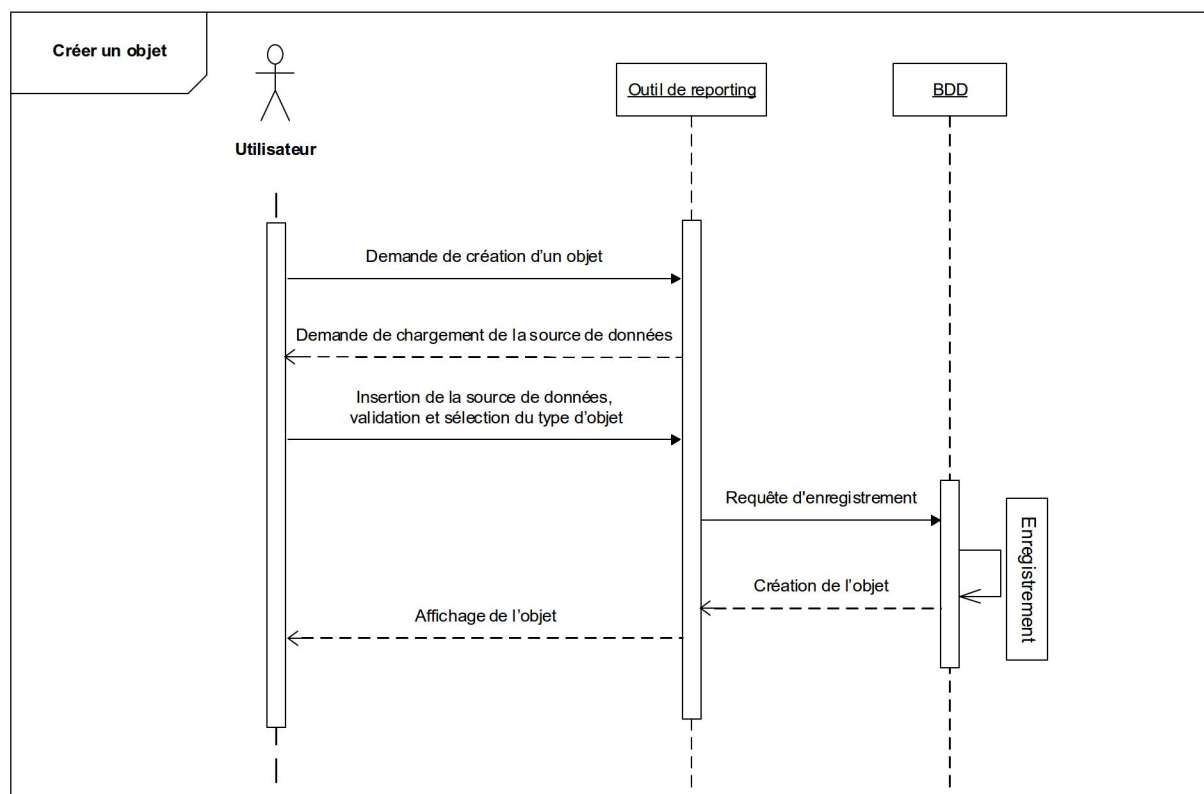 Créer un objet
Utilisateur
Outil de reporting
BDD
Demande de création d'un objet
Demande de chargement de la source de données
Insertion de la source de données,
validation et sélection du type d'objet
Requête d'enregistrement
Enregistrement
Création de l'objet
Affichage de l'objet